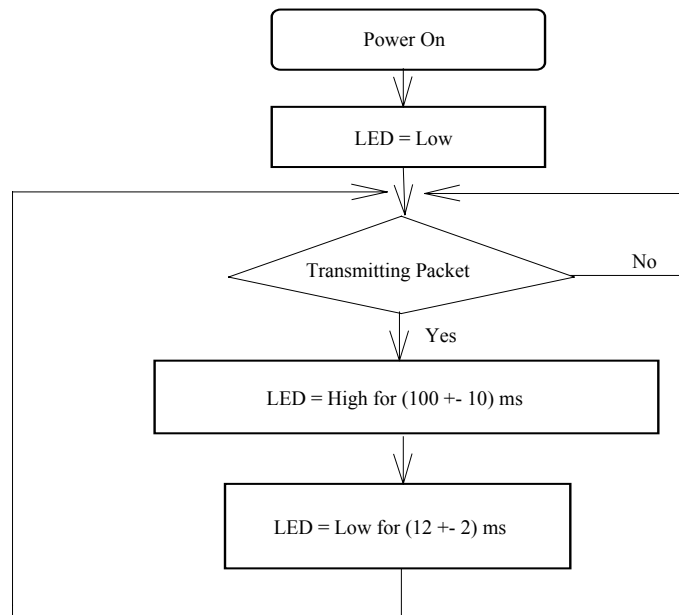 Power On
LED = Low
Transmitting Packet
No
Yes
LED = High for (100 +- 10) ms
LED = Low for (12 +- 2) ms